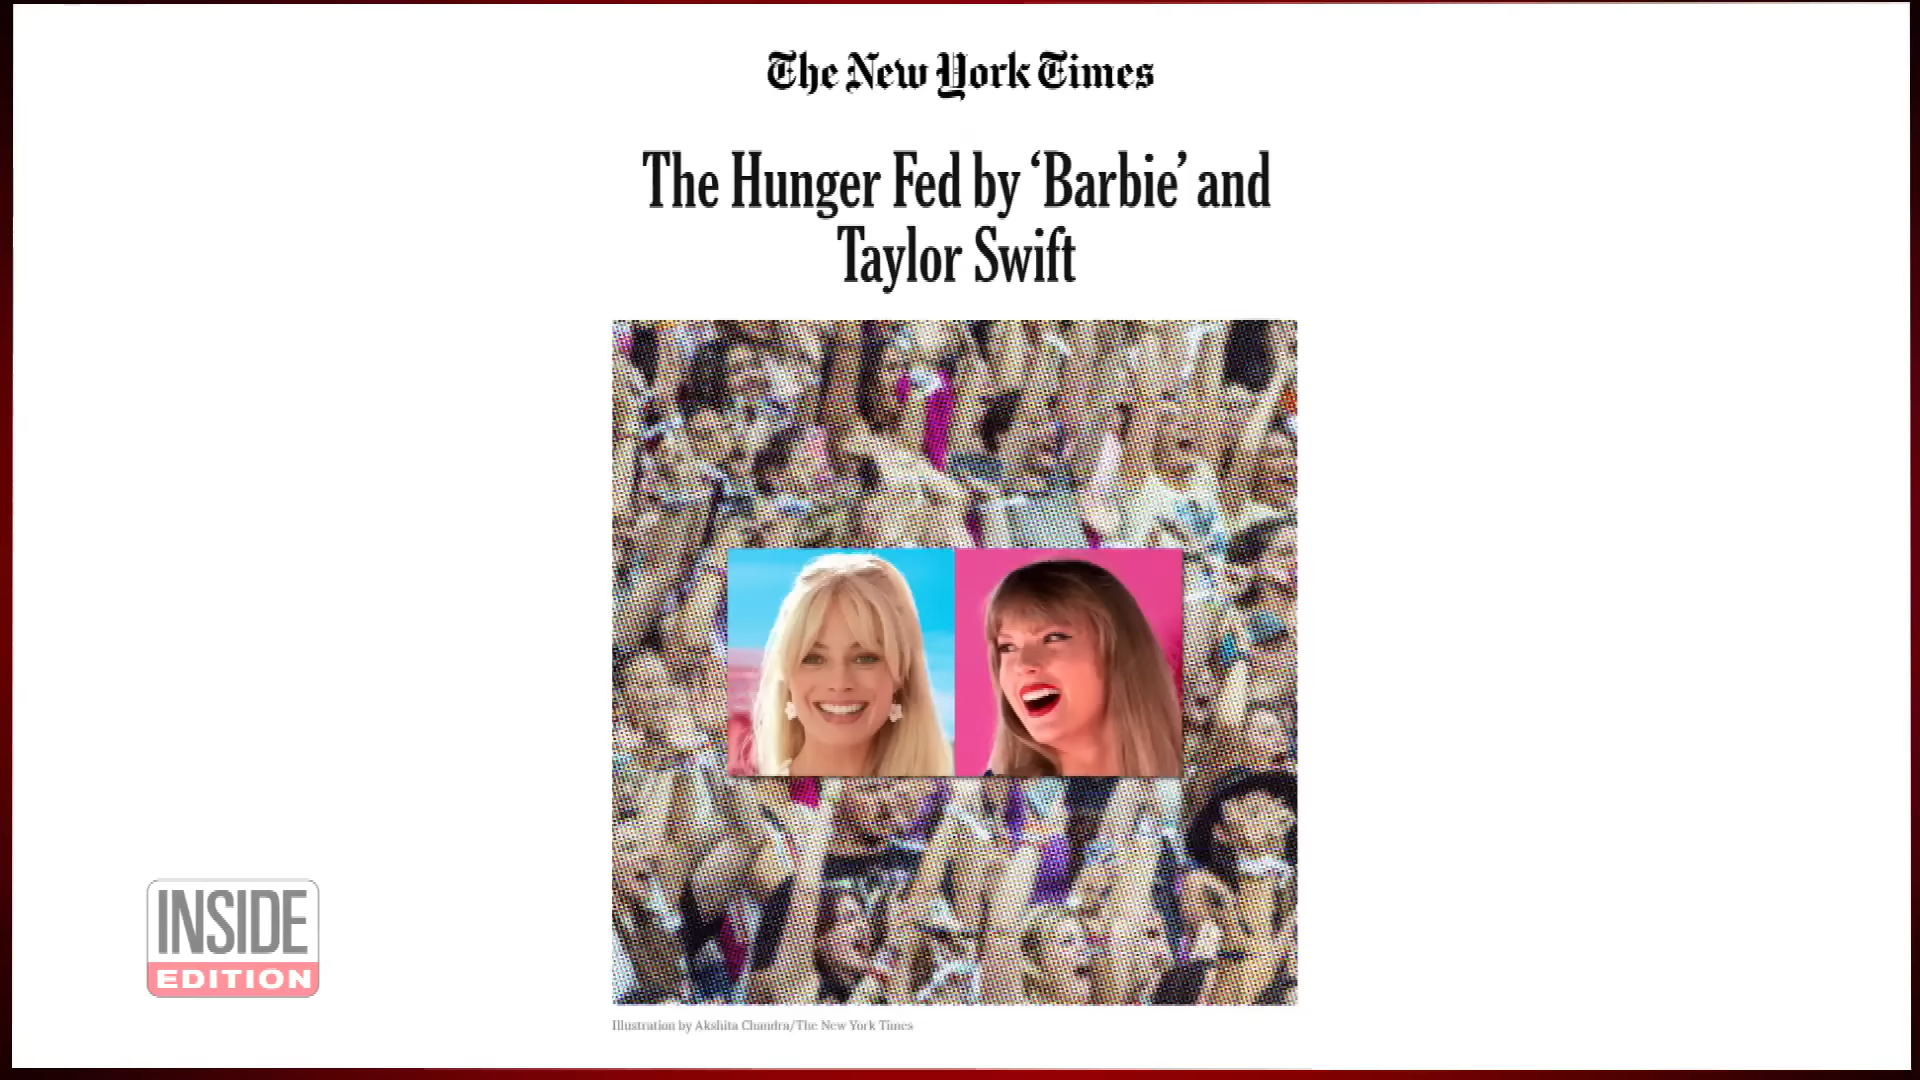 The New York Times
The Hunger Fed by ‘Barbie’ and
Taylor Swift
INSIDE
EDITION
Illustration by Akshita Chandra/The New York Times